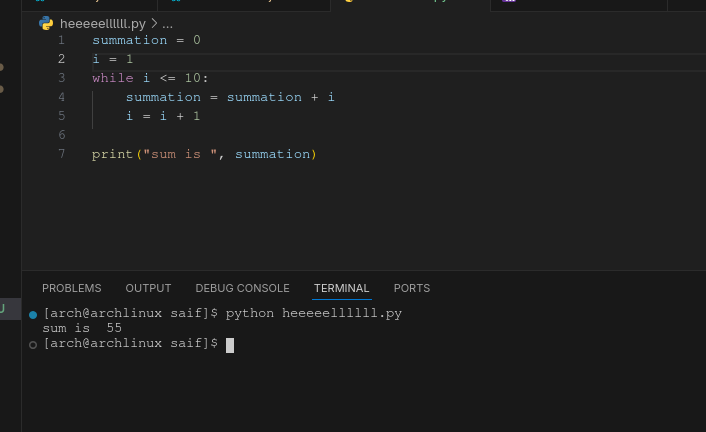 heeeeellllll.py > ...
1 summation = 0
2 i = 1
3 while i <= 10:
4     summation = summation + i
5     i = i + 1
6
7 print("sum is ", summation)
PROBLEMS OUTPUT DEBUG CONSOLE TERMINAL PORTS
[arch@archlinux saif]$ python heeeeellllll.py
sum is  55
[arch@archlinux saif]$